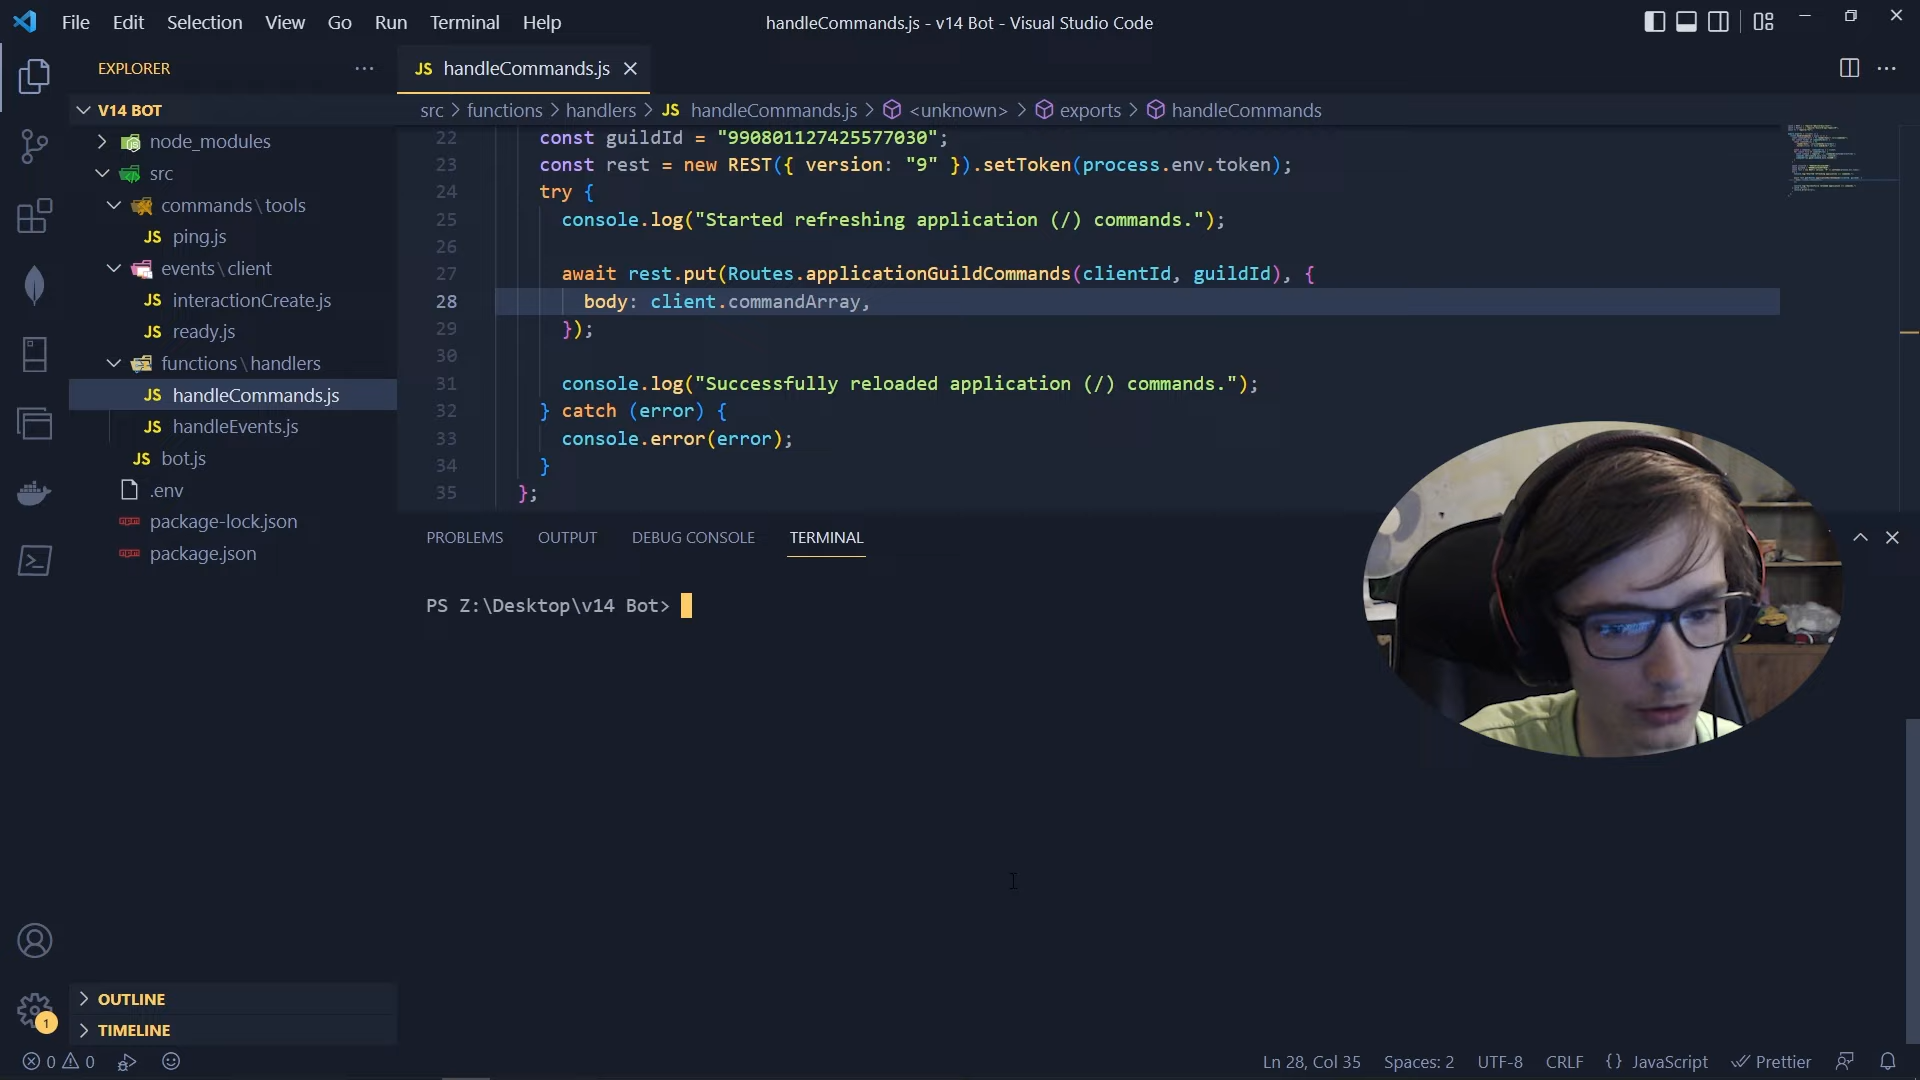 File Edit Selection View Go Run Terminal Help
handleCommands.js - v14 Bot - Visual Studio Code
EXPLORER
V14 BOT
node_modules
src
commands\tools
JS ping.js
events\client
JS interactionCreate.js
JS ready.js
functions\handlers
JS handleCommands.js
JS handleEvents.js
JS bot.js
.env
package-lock.json
package.json
OUTLINE
TIMELINE
1
JS handleCommands.js
src > functions > handlers > JS handleCommands.js > <unknown> > exports > handleCommands
22 const guildId = "990801127425577030";
23 const rest = new REST({ version: "9" }).setToken(process.env.token);
24 try {
25 console.log("Started refreshing application (/) commands.");
26
27 await rest.put(Routes.applicationGuildCommands(clientId, guildId), {
28 body: client.commandArray,
29 });
30
31 console.log("Successfully reloaded application (/) commands.");
32 } catch (error) {
33 console.error(error);
34 }
35 };
PROBLEMS OUTPUT DEBUG CONSOLE TERMINAL
PS Z:\Desktop\v14 Bot>
0 0
Ln 28, Col 35 Spaces: 2 UTF-8 CRLF {} JavaScript Prettier